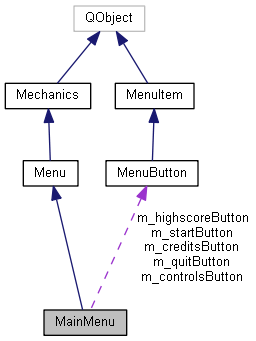 QObject
Mechanics
MenuItem
Menu
MenuButton
m_highscoreButton
m_startButton
m_creditsButton
m_quitButton
m_controlsButton
MainMenu